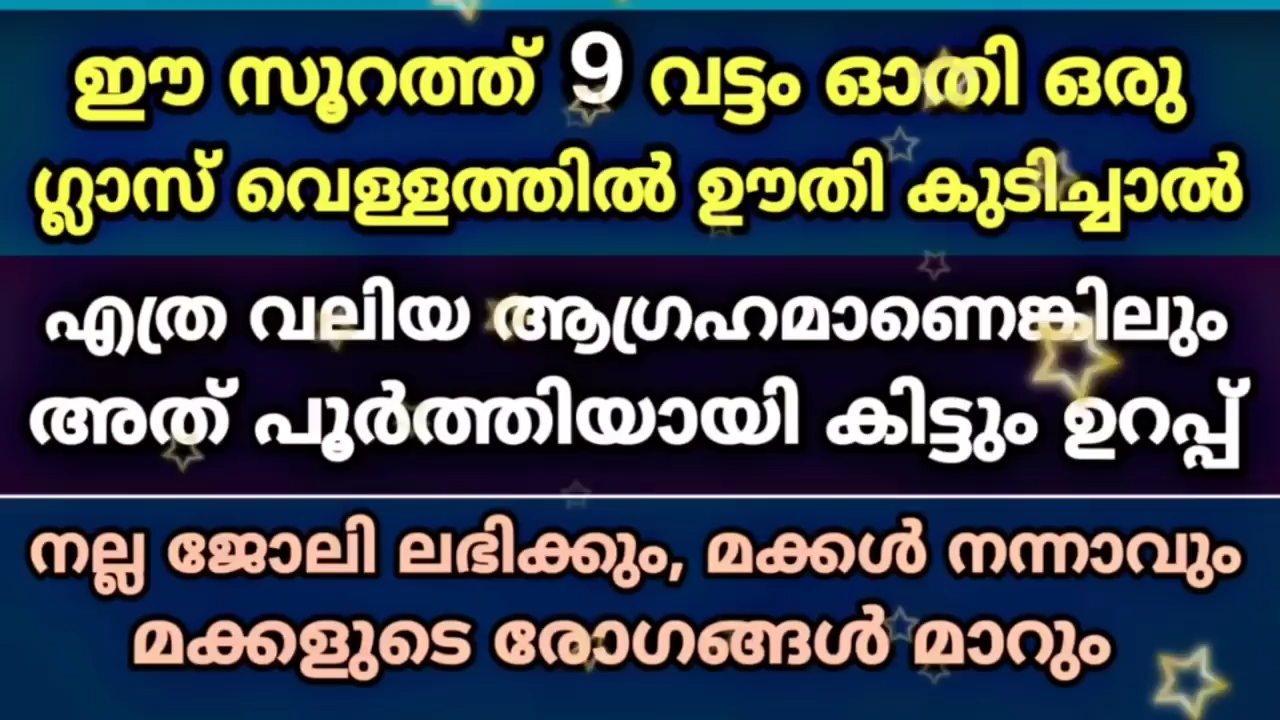 ഈ സൂറത്ത് 9 വട്ടം ഓതി ഒരു
ഗ്ലാസ് വെള്ളത്തിൽ ഊതി കുടിച്ചാൽ
എത്ര വലിയ ആഗ്രഹമാണെങ്കിലും
അത് പൂർത്തിയായി കിട്ടും ഉറപ്പ്
നല്ല ജോലി ലഭിക്കും, മക്കൾ നന്നാവും
മക്കളുടെ രോഗങ്ങൾ മാറും